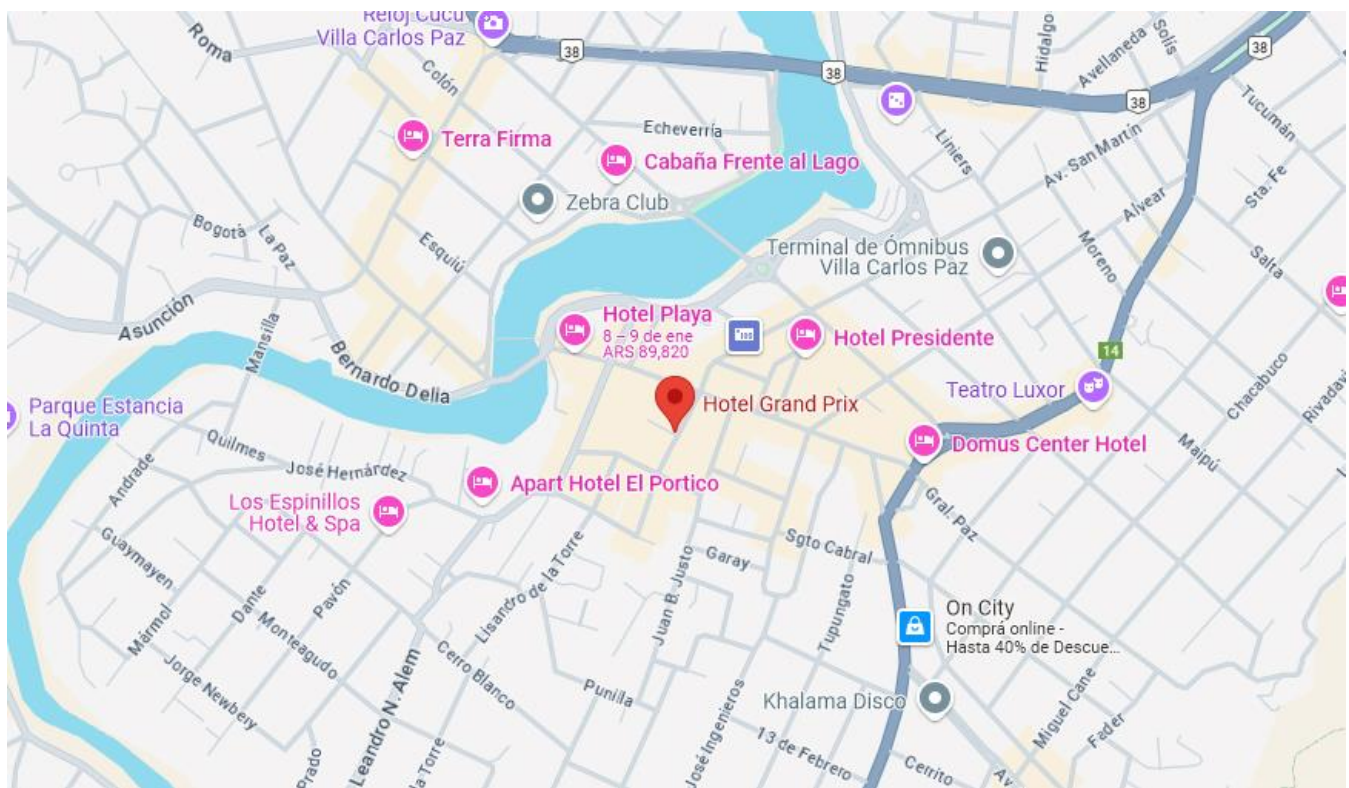 Reloj Cucú
Villa Carlos Paz
Roma
Colón
38
38
38
38
Hidalgo
Avellaneda
Solís
Tucumán
Terra Firma
Echeverría
Cabaña Frente al Lago
Zebra Club
Liniers
Av. San Martín
Sta. Fe
Alvear
Bogotá
La Paz
Esquiú
Terminal de Ómnibus
Villa Carlos Paz
Moreno
Salta
Asunción
Mansilla
Bernardo Delia
Hotel Playa
8 – 9 de ene
ARS 89,820
Hotel Presidente
14
Teatro Luxor
Chacabuco
Rivadavi
Hotel Grand Prix
Parque Estancia
La Quinta
Andrade
Quilmes
José Hernárdez
Domus Center Hotel
Maipú
Apart Hotel El Portico
Los Espinillos
Hotel & Spa
Gral. Paz
Guaymayen
Dante
Pavón
Lisandro de la Torre
Juan B. Justo
Garay
Sgto Cabral
Tupungato
Mármol
Monteagudo
Jorge Newbery
On City
Comprá online -
Hasta 40% de Descue...
Cerro Blanco
Punilla
José Ingenieros
Khalama Disco
Miguel Cane
Fader
Leandro N. Alem
Prado
la Torre
13 de Febrero
Cerrito
Av